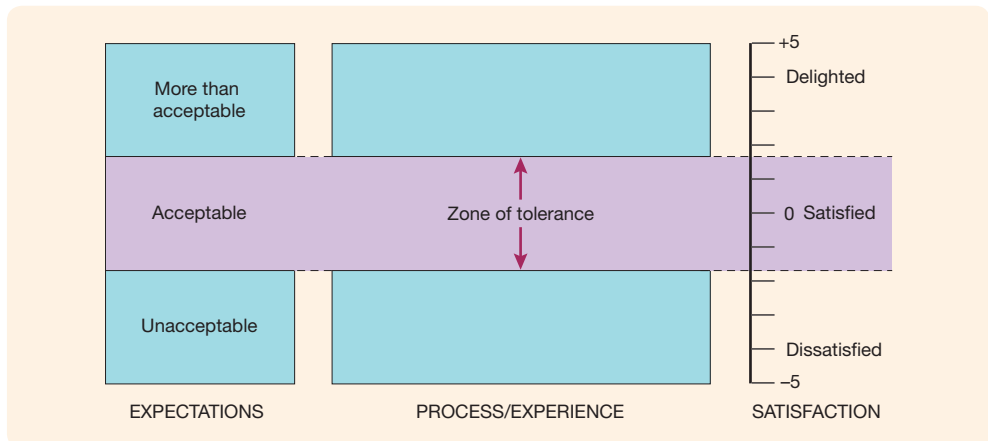 +5
More than
acceptable
Delighted
Acceptable
Zone of tolerance
0 Satisfied
Unacceptable
Dissatisfied
–5
EXPECTATIONS
PROCESS/EXPERIENCE
SATISFACTION